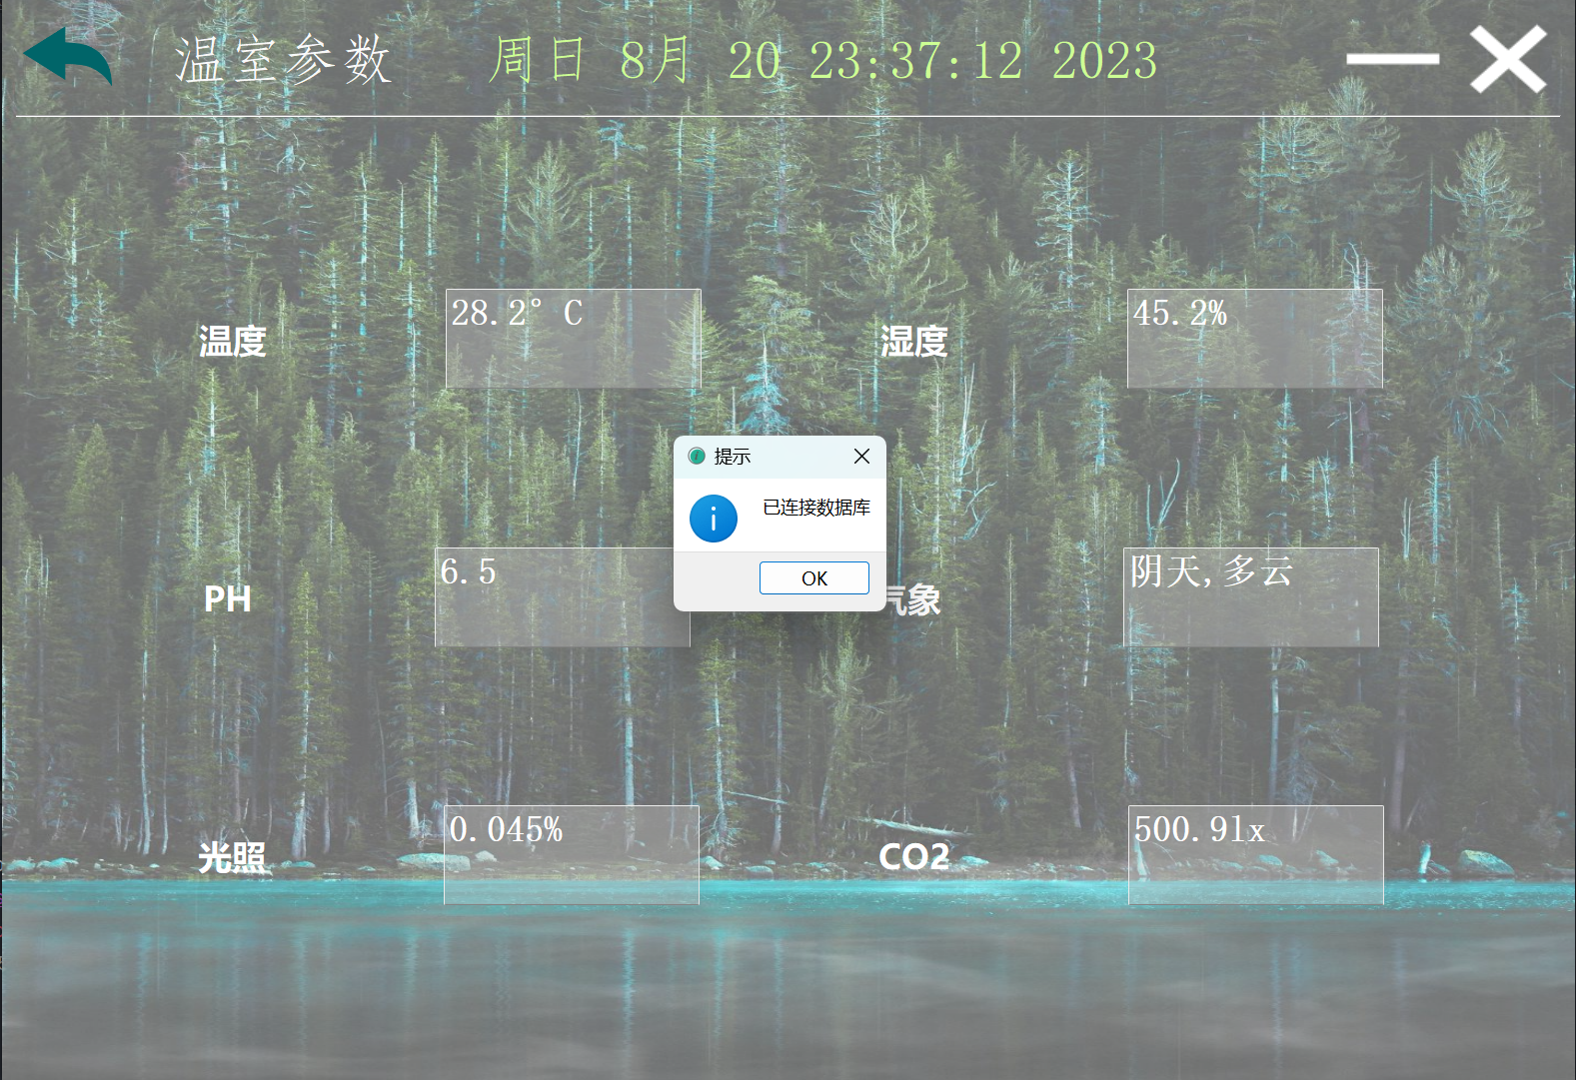 温室参数 周日 8月 20 23:37:12 2023
温度 28.2° C 湿度 45.2%
提示
已连接数据库
OK
PH 6.5 气象 阴天,多云
光照 0.045% CO2 500.9lx